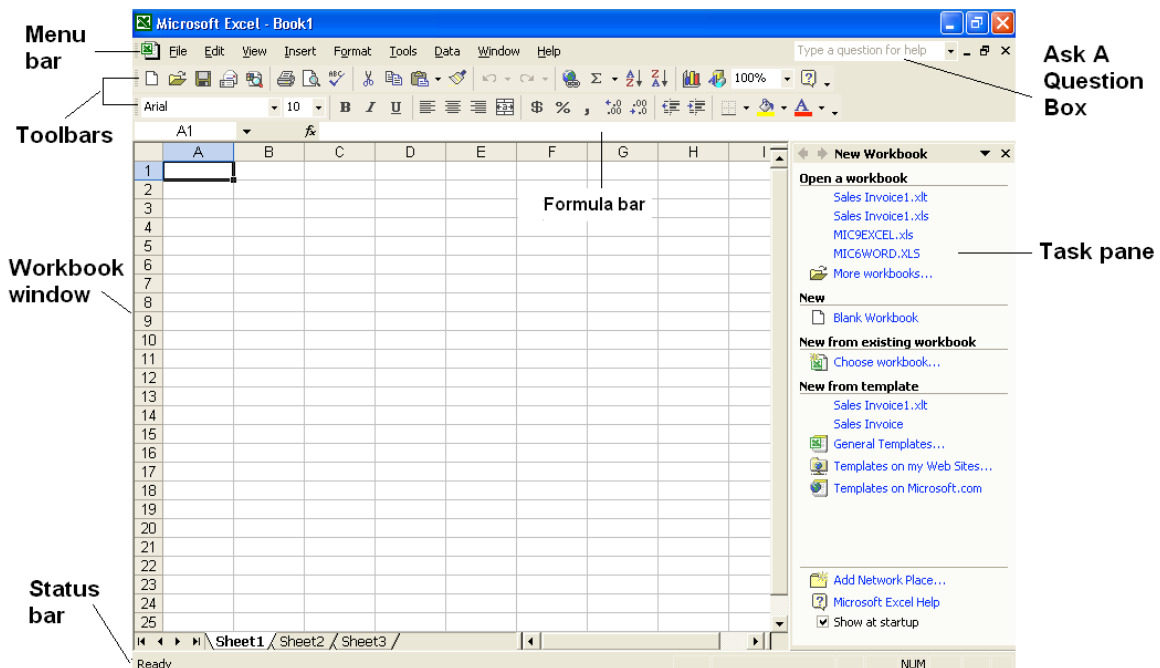 Microsoft Excel - Book1
Menu
bar
File Edit View Insert Format Tools Data Window Help
Type a question for help
Ask A
Question
Box
100%
Toolbars
Arial
10
B I U
$ % ,
A
A1
fx
A B C D E F G H I
New Workbook
Open a workbook
Sales Invoice1.xlt
Sales Invoice1.xls
MIC9EXCEL.xls
MIC6WORD.XLS
More workbooks...
New
Blank Workbook
New from existing workbook
Choose workbook...
New from template
Sales Invoice1.xlt
Sales Invoice
General Templates...
Templates on my Web Sites...
Templates on Microsoft.com
Add Network Place...
Microsoft Excel Help
Show at startup
Formula bar
Task pane
Workbook
window
1
2
3
4
5
6
7
8
9
10
11
12
13
14
15
16
17
18
19
20
21
22
23
24
25
Status
bar
Sheet1 Sheet2 Sheet3
Ready
NUM